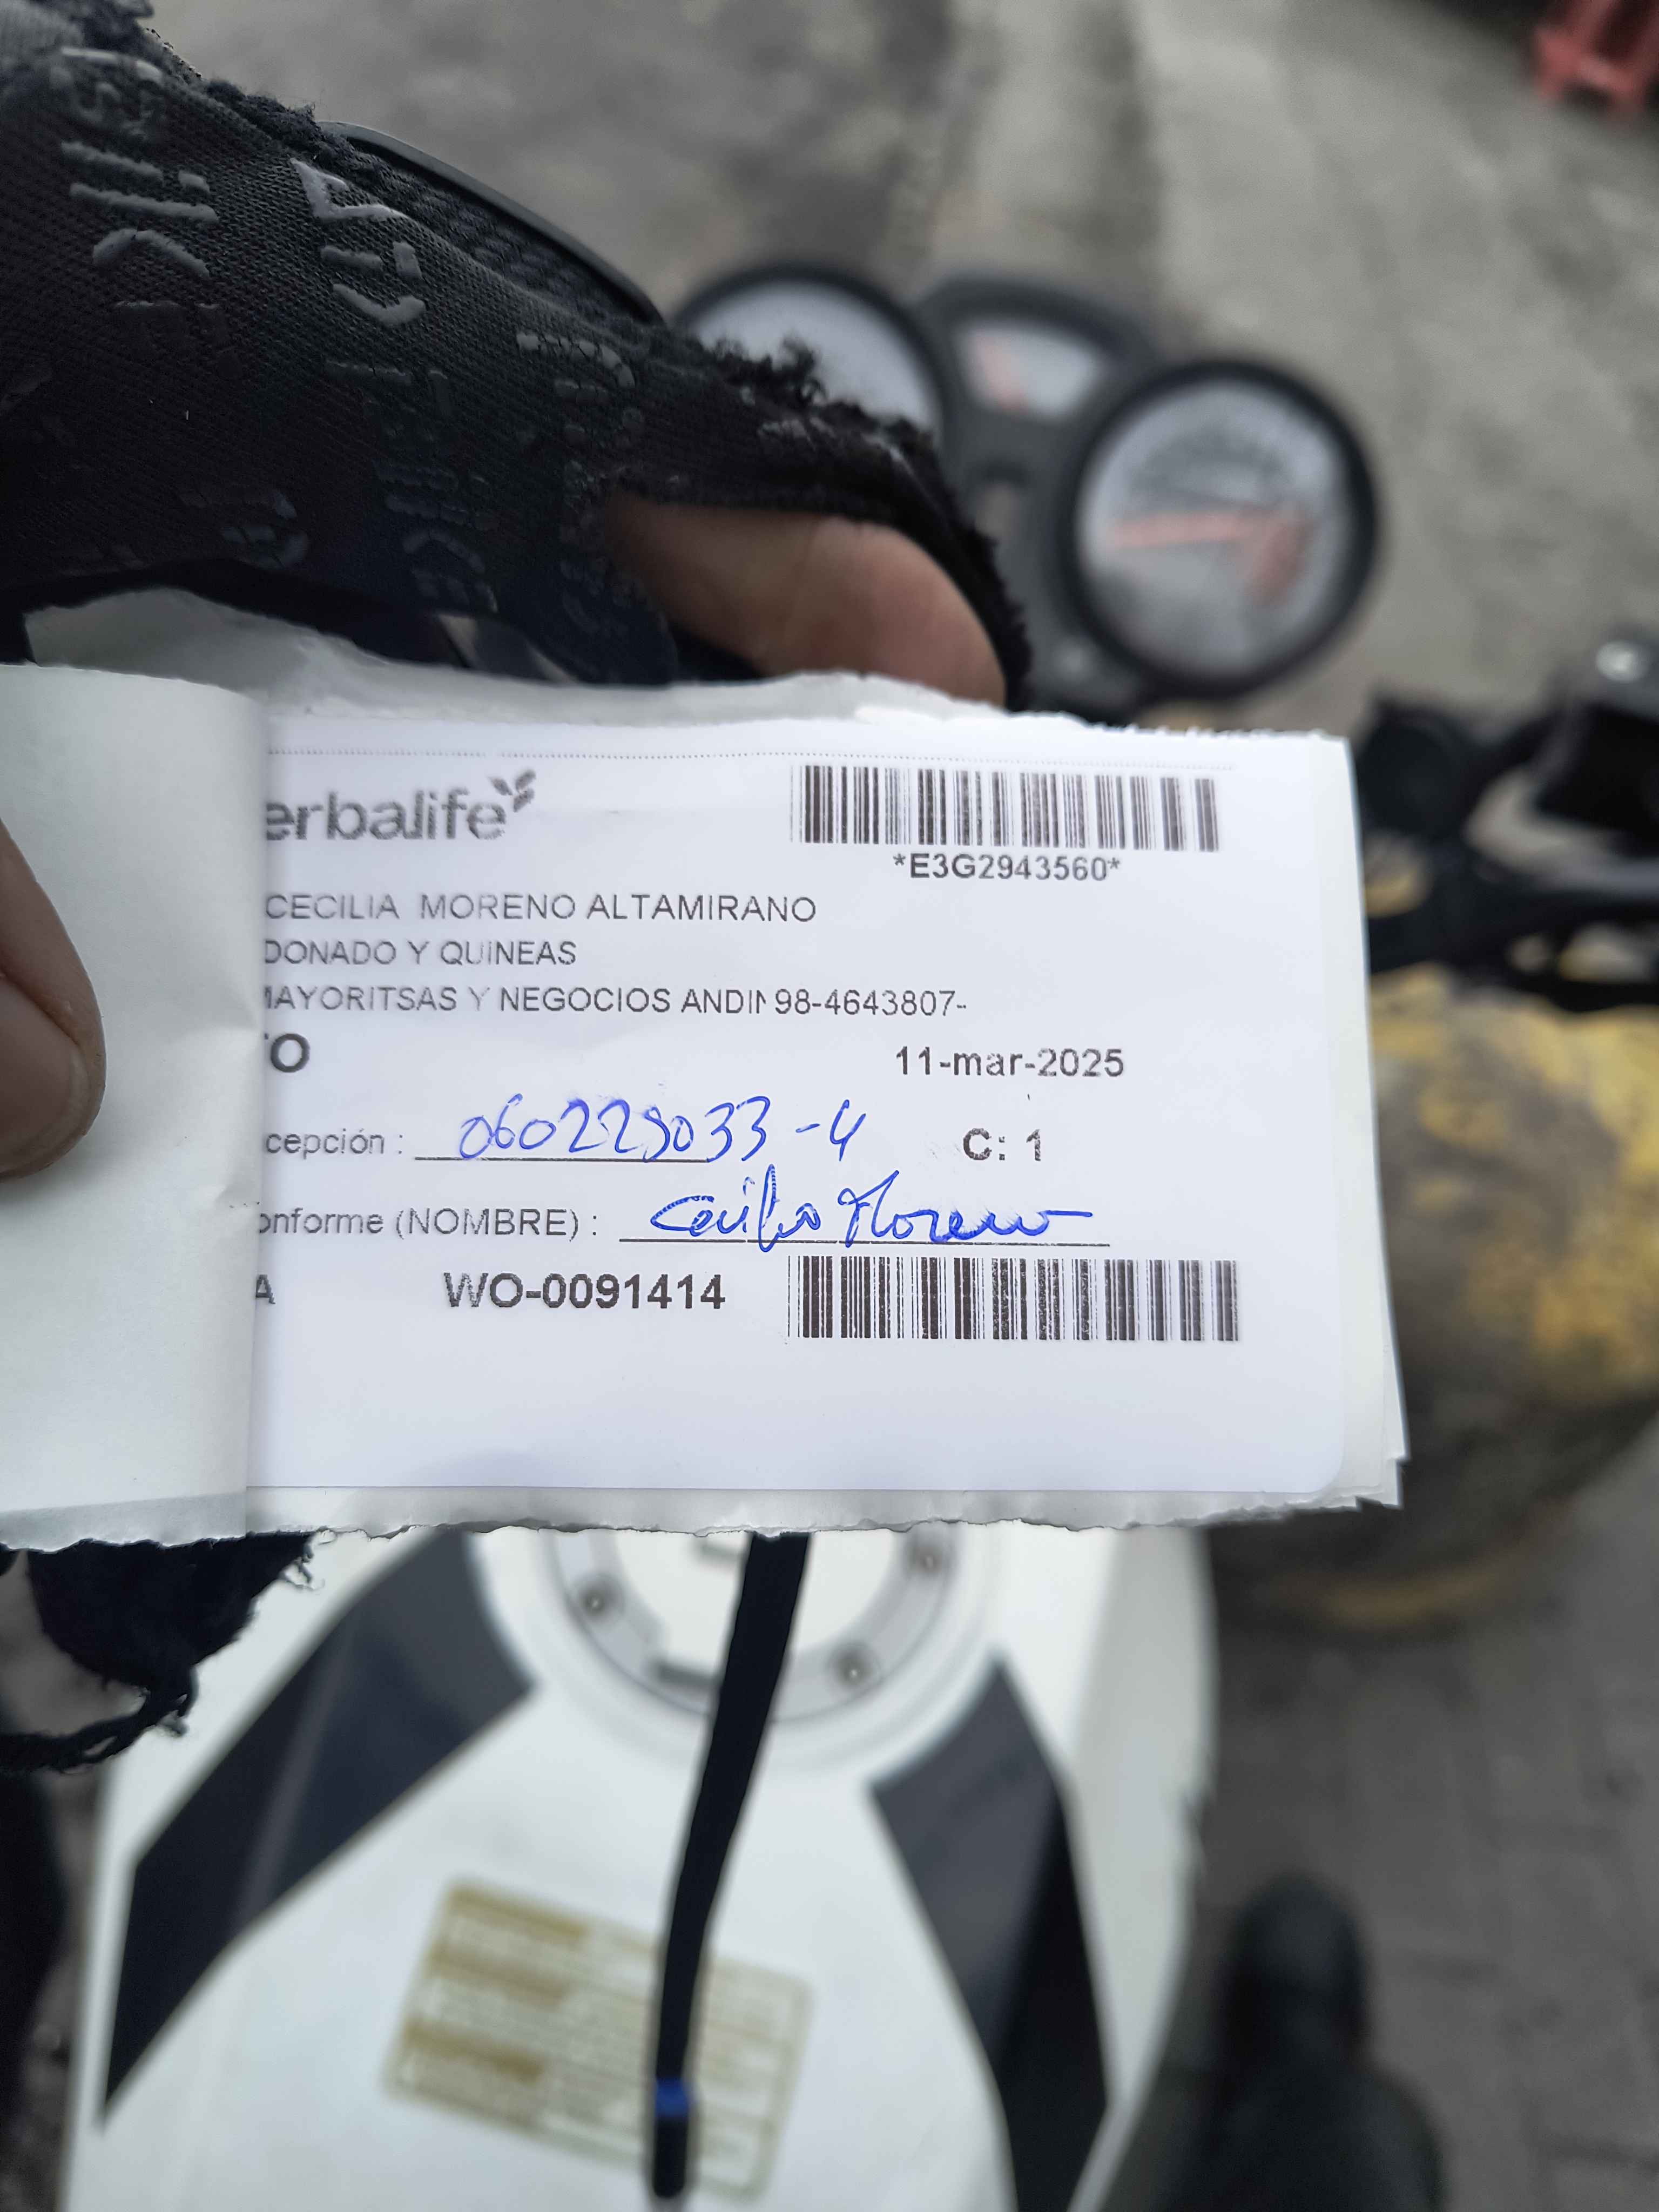 erbalife
*E3G2943560*
CECILIA MORENO ALTAMIRANO
DONADO Y QUINEAS
MAYORITSAS Y NEGOCIOS ANDIN 98-4643807-
TO
11-mar-2025
cepción : 060229033-4 C: 1
onforme (NOMBRE) : Cecilia Moreno
A WO-0091414